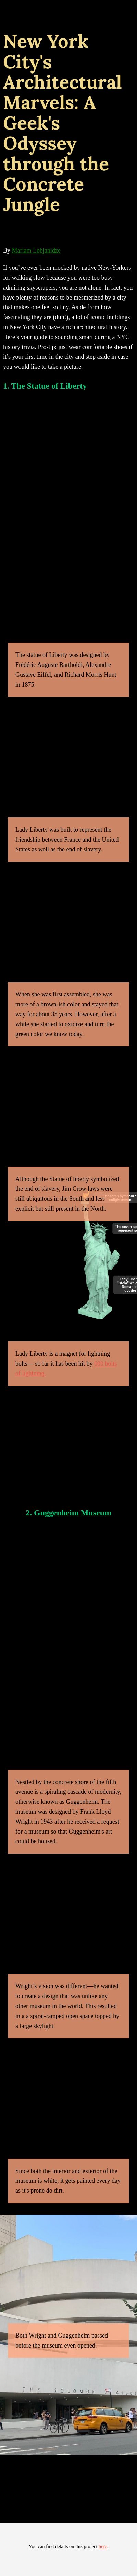 New York
City's
Architectural
Marvels: A
Geek's
Odyssey
through the
Concrete
Jungle
By Mariam Lobjanidze
If you've ever been mocked by native New-Yorkers
for walking slow because you were too busy
admiring skyscrapers, you are not alone. In fact, you
have plenty of reasons to be mesmerized by a city
that makes one feel so tiny. Aside from how
fascinating they are (duh!), a lot of iconic buildings
in New York City have a rich architectural history.
Here's your guide to sounding smart during a NYC
history trivia. Pro-tip: just wear comfortable shoes if
it's your first time in the city and step aside in case
you would like to take a picture.
1. The Statue of Liberty
The statue of Liberty was designed by
Frédéric Auguste Bartholdi, Alexandre
Gustave Eiffel, and Richard Morris Hunt
in 1875.
Lady Liberty was built to represent the
friendship between France and the United
States as well as the end of slavery.
When she was first assembled, she was
more of a brown-ish color and stayed that
way for about 35 years. However, after a
while she started to oxidize and turn the
green color we know today.
Although the Statue of liberty symbolized
the end of slavery, Jim Crow laws were
still ubiquitous in the South and less
explicit but still present in the North.
The seven sp
represent se
Lady Liber
Roman st
goddes
Lady Liberty is a magnet for lightning
bolts— so far it has been hit by
2. Guggenheim Museum
Nestled by the concrete shore of the fifth
avenue is a spiraling cascade of modernity,
otherwise known as Guggenheim. The
museum was designed by Frank Lloyd
Wright in 1943 after he received a request
for a museum so that Guggenheim's art
could be housed.
Wright's vision was different—he wanted
to create a design that was unlike any
other museum in the world. This resulted
in a a spiral-ramped open space topped by
a large skylight.
Since both the interior and exterior of the
museum is white, it gets painted every day
as it's prone do dirt.
Both Wright and Guggenheim passed
before the museum even opened.
THE SOLOMON R
You can find details on this project here.